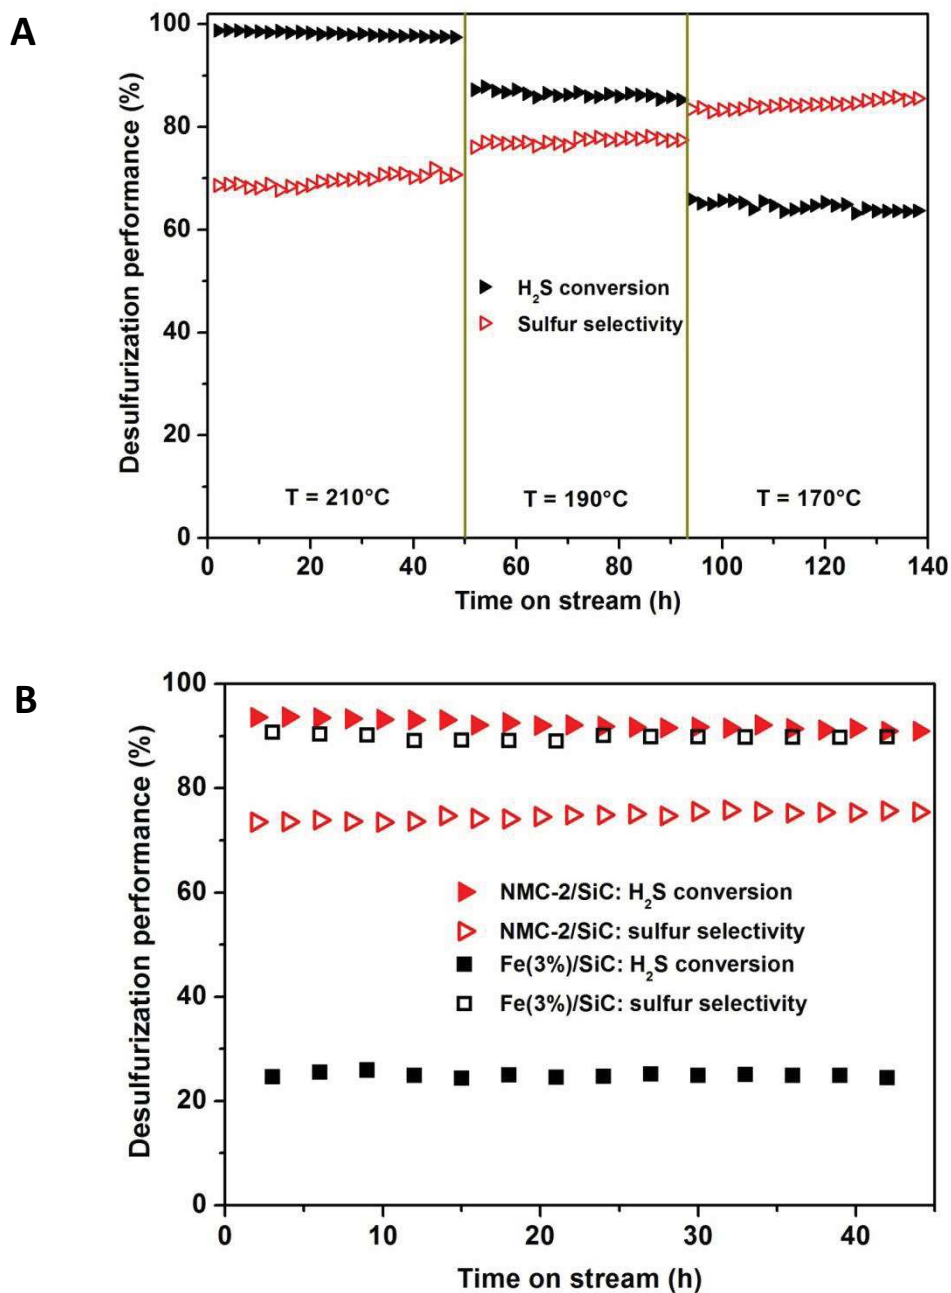 A
Desulfurization performance (%)
100
80
60
40
20
0
H₂S conversion
Sulfur selectivity
T = 210°C
T = 190°C
T = 170°C
0 20 40 60 80 100 120 140
Time on stream (h)
B
Desulfurization performance (%)
100
80
60
40
20
0
NMC-2/SiC: H₂S conversion
NMC-2/SiC: sulfur selectivity
Fe(3%)/SiC: H₂S conversion
Fe(3%)/SiC: sulfur selectivity
0 10 20 30 40
Time on stream (h)